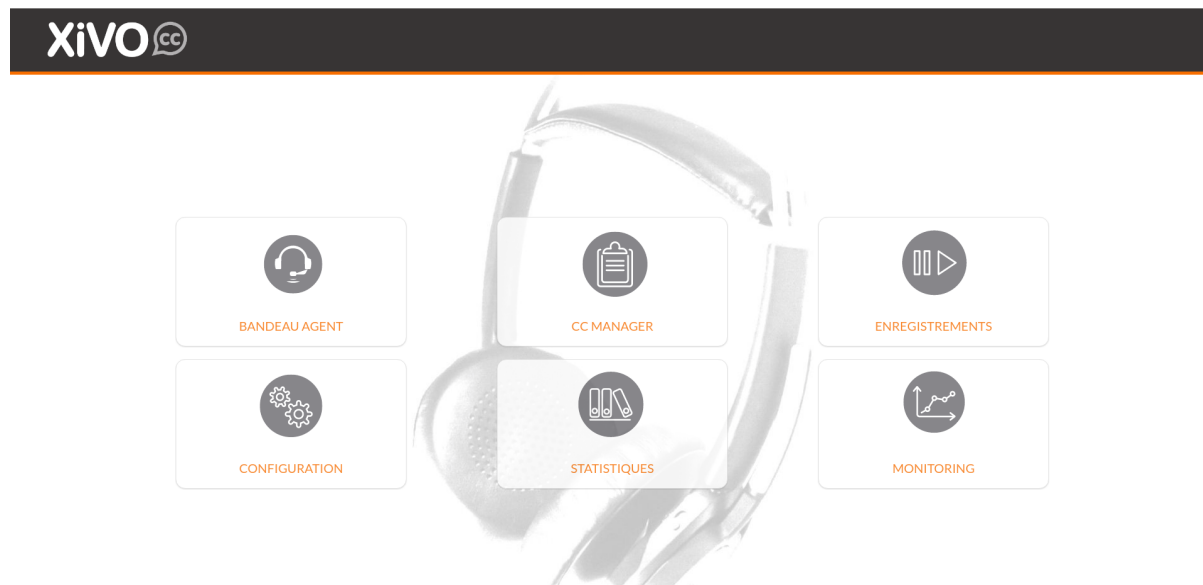 XiVO cc
BANDEAU AGENT
CC MANAGER
ENREGISTREMENTS
CONFIGURATION
STATISTIQUES
MONITORING